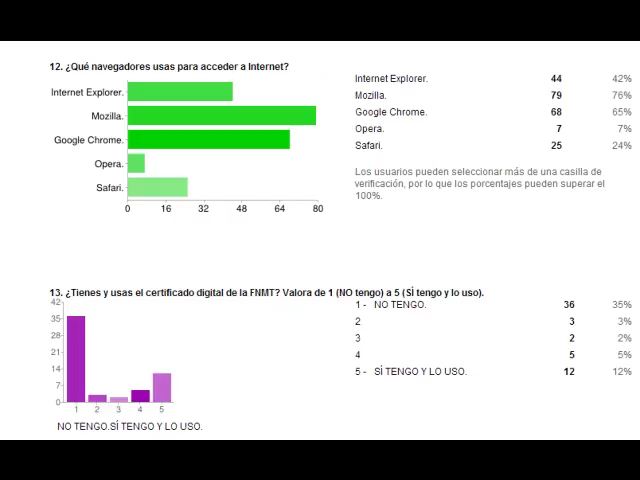 12. ¿Qué navegadores usas para acceder a Internet?
Internet Explorer.
Mozilla.
Google Chrome.
Opera.
Safari.
0 16 32 48 64 80
Internet Explorer. 44 42%
Mozilla. 79 76%
Google Chrome. 68 65%
Opera. 7 7%
Safari. 25 24%
Los usuarios pueden seleccionar más de una casilla de
verificación, por lo que los porcentajes pueden superar el
100%.
13. ¿Tienes y usas el certificado digital de la FNMT? Valora de 1 (NO tengo) a 5 (SÍ tengo y lo uso).
42
35
28
21
14
7
0
1 2 3 4 5
NO TENGO.SÍ TENGO Y LO USO.
1 - NO TENGO. 36 35%
2 3 3%
3 2 2%
4 5 5%
5 - SÍ TENGO Y LO USO. 12 12%